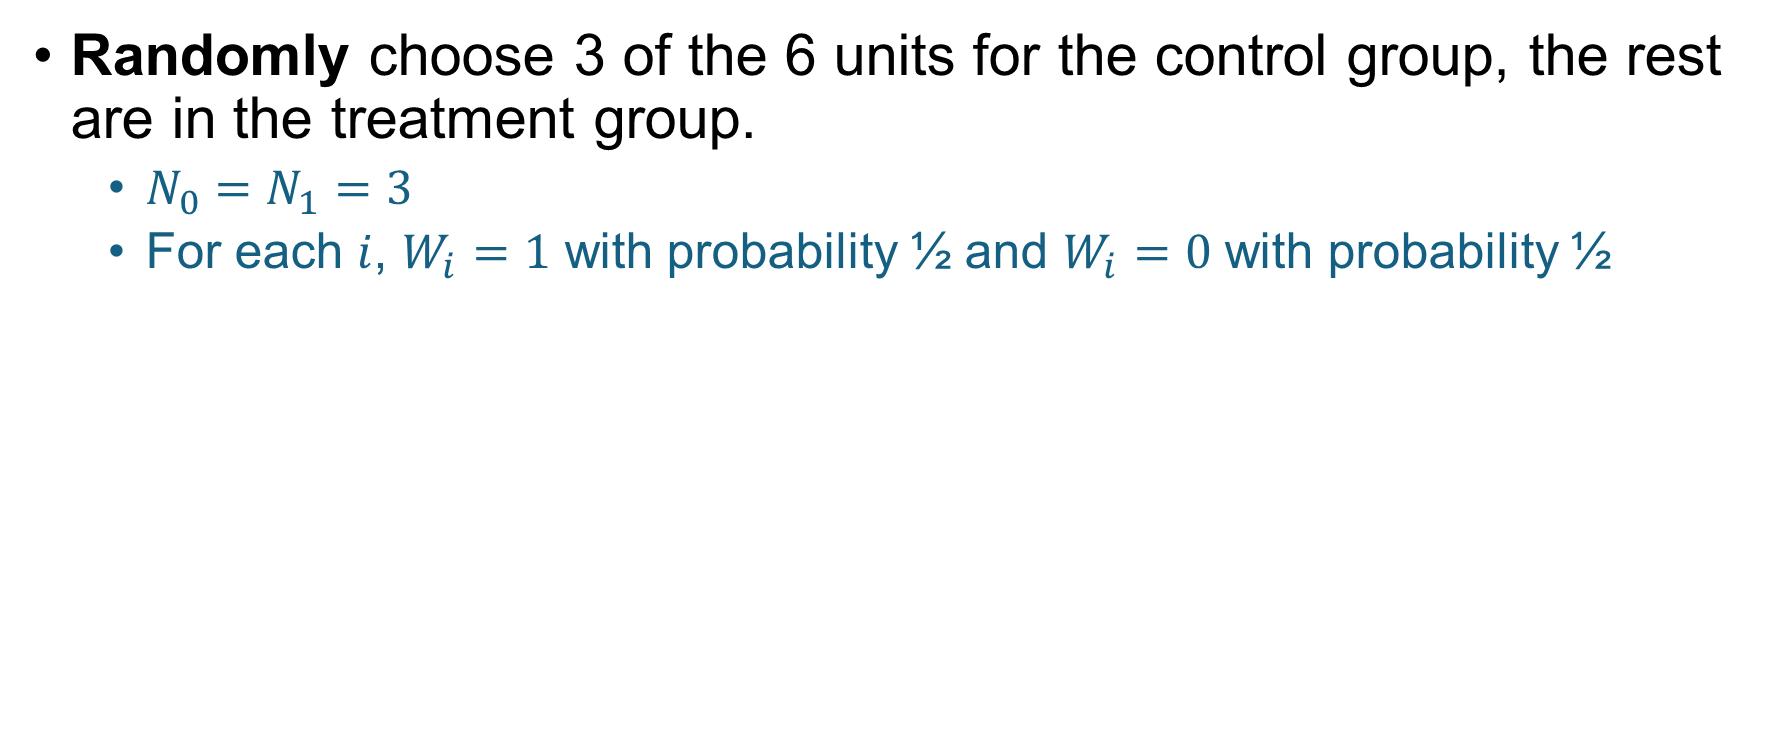 • Randomly choose 3 of the 6 units for the control group, the rest
are in the treatment group.
• N₀ = N₁ = 3
• For each i, Wᵢ = 1 with probability ½ and Wᵢ = 0 with probability ½